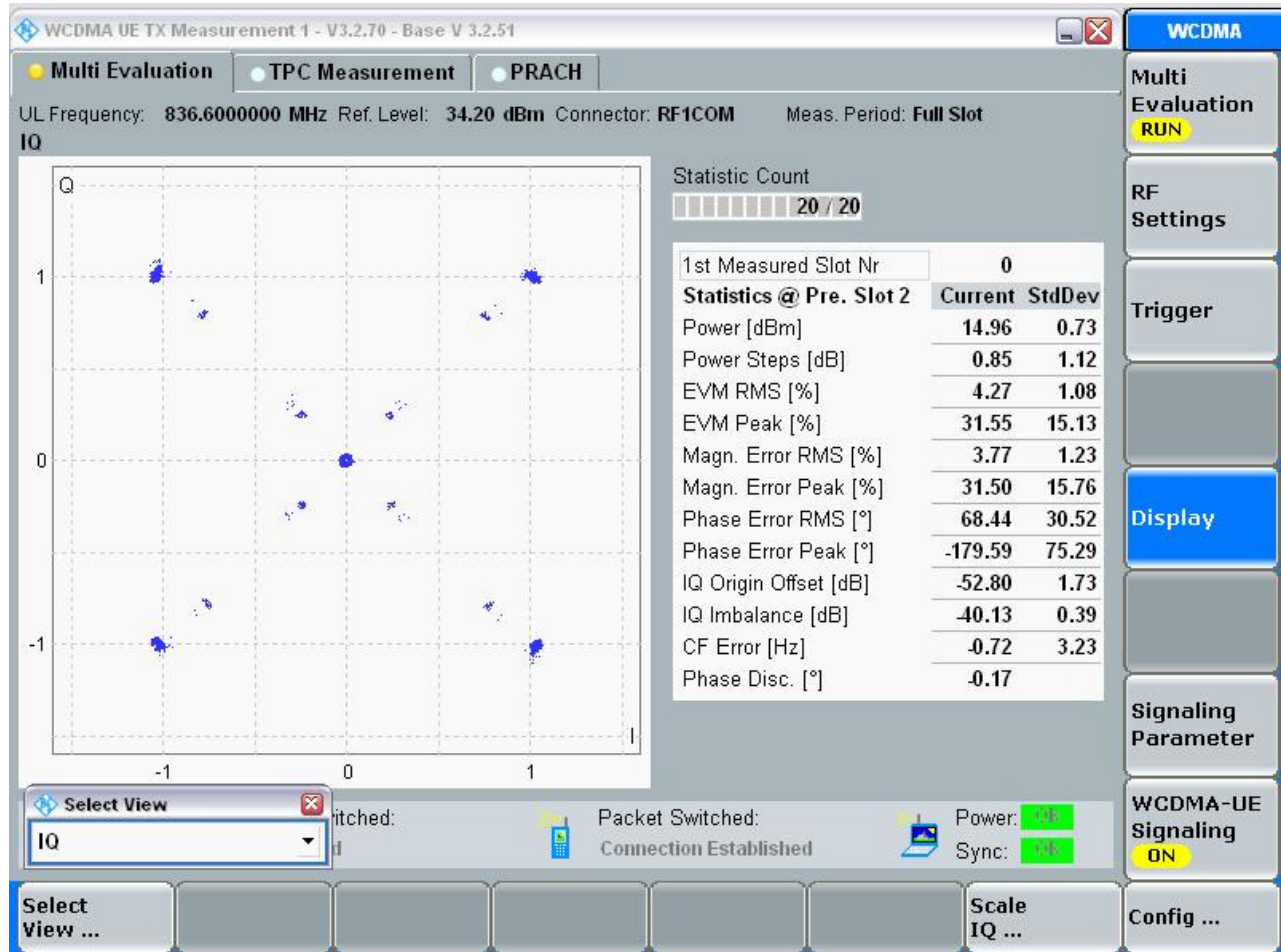 WCDMA UE TX Measurement 1 - V3.2.70 - Base V 3.2.51
WCDMA
Multi Evaluation
TPC Measurement
PRACH
Multi
Evaluation
RUN
UL Frequency: 836.6000000 MHz Ref. Level: 34.20 dBm Connector: RF1COM Meas. Period: Full Slot
IQ
Q
1
0
-1
-1 0 1
I
Statistic Count
20 / 20
1st Measured Slot Nr 0
Statistics @ Pre. Slot 2 Current StdDev
Power [dBm] 14.96 0.73
Power Steps [dB] 0.85 1.12
EVM RMS [%] 4.27 1.08
EVM Peak [%] 31.55 15.13
Magn. Error RMS [%] 3.77 1.23
Magn. Error Peak [%] 31.50 15.76
Phase Error RMS [°] 68.44 30.52
Phase Error Peak [°] -179.59 75.29
IQ Origin Offset [dB] -52.80 1.73
IQ Imbalance [dB] -40.13 0.39
CF Error [Hz] -0.72 3.23
Phase Disc. [°] -0.17
RF
Settings
Trigger
Display
Signaling
Parameter
WCDMA-UE
Signaling
ON
Select View
IQ
itched:
Packet Switched:
Connection Established
Power: OK
Sync: OK
Select
View ...
Scale
IQ ...
Config ...